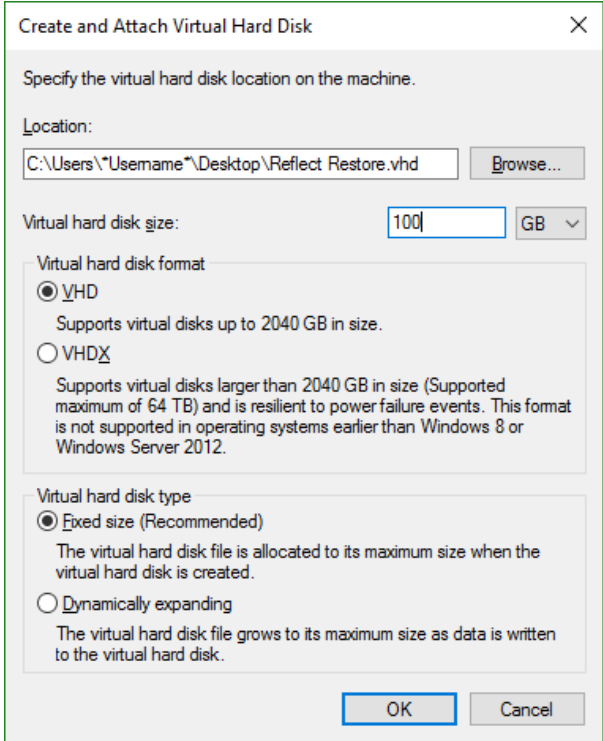 Create and Attach Virtual Hard Disk
Specify the virtual hard disk location on the machine.
Location:
C:\Users\*Username*\Desktop\Reflect Restore.vhd
Browse...
Virtual hard disk size:
100
GB
Virtual hard disk format
VHD
Supports virtual disks up to 2040 GB in size.
VHDX
Supports virtual disks larger than 2040 GB in size (Supported
maximum of 64 TB) and is resilient to power failure events. This format
is not supported in operating systems earlier than Windows 8 or
Windows Server 2012.
Virtual hard disk type
Fixed size (Recommended)
The virtual hard disk file is allocated to its maximum size when the
virtual hard disk is created.
Dynamically expanding
The virtual hard disk file grows to its maximum size as data is written
to the virtual hard disk.
OK
Cancel